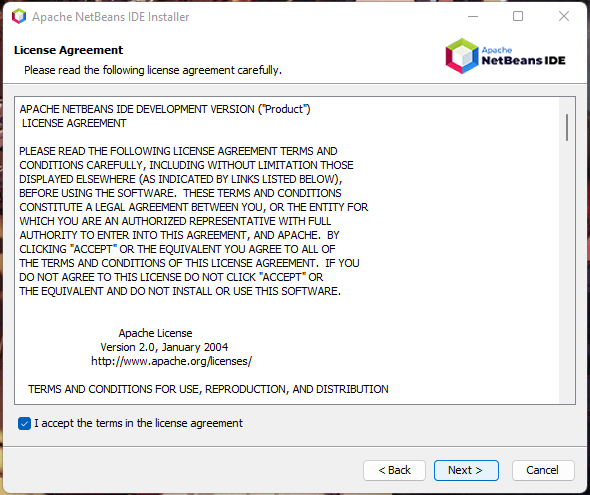 Apache NetBeans IDE Installer
License Agreement
Please read the following license agreement carefully.
Apache
NetBeans IDE
APACHE NETBEANS IDE DEVELOPMENT VERSION ("Product")
LICENSE AGREEMENT
PLEASE READ THE FOLLOWING LICENSE AGREEMENT TERMS AND
CONDITIONS CAREFULLY, INCLUDING WITHOUT LIMITATION THOSE
DISPLAYED ELSEWHERE (AS INDICATED BY LINKS LISTED BELOW),
BEFORE USING THE SOFTWARE.  THESE TERMS AND CONDITIONS
CONSTITUTE A LEGAL AGREEMENT BETWEEN YOU, OR THE ENTITY FOR
WHICH YOU ARE AN AUTHORIZED REPRESENTATIVE WITH FULL
AUTHORITY TO ENTER INTO THIS AGREEMENT, AND APACHE.  BY
CLICKING "ACCEPT" OR THE EQUIVALENT YOU AGREE TO ALL OF
THE TERMS AND CONDITIONS OF THIS LICENSE AGREEMENT.  IF YOU
DO NOT AGREE TO THIS LICENSE DO NOT CLICK "ACCEPT" OR
THE EQUIVALENT AND DO NOT INSTALL OR USE THIS SOFTWARE.
Apache License
Version 2.0, January 2004
http://www.apache.org/licenses/
TERMS AND CONDITIONS FOR USE, REPRODUCTION, AND DISTRIBUTION
I accept the terms in the license agreement
< Back
Next >
Cancel